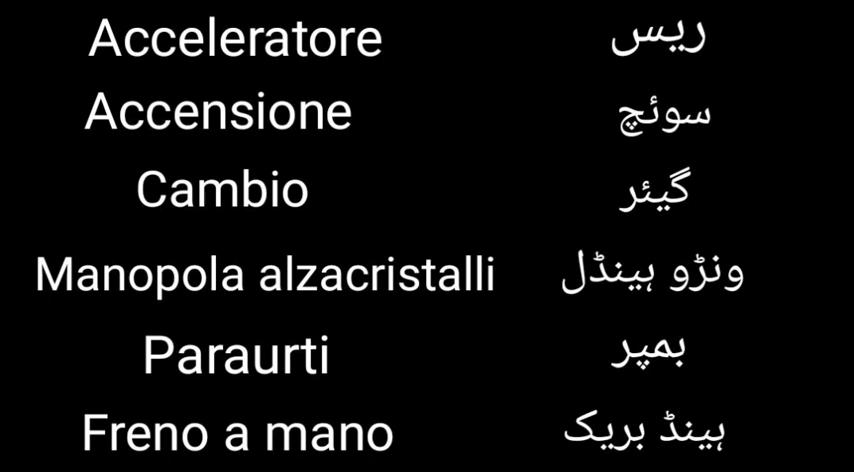 Acceleratore ریس
Accensione سوئچ
Cambio گیئر
Manopola alzacristalli ونڑو ہینڈل
Paraurti بمپر
Freno a mano ہینڈ بریک